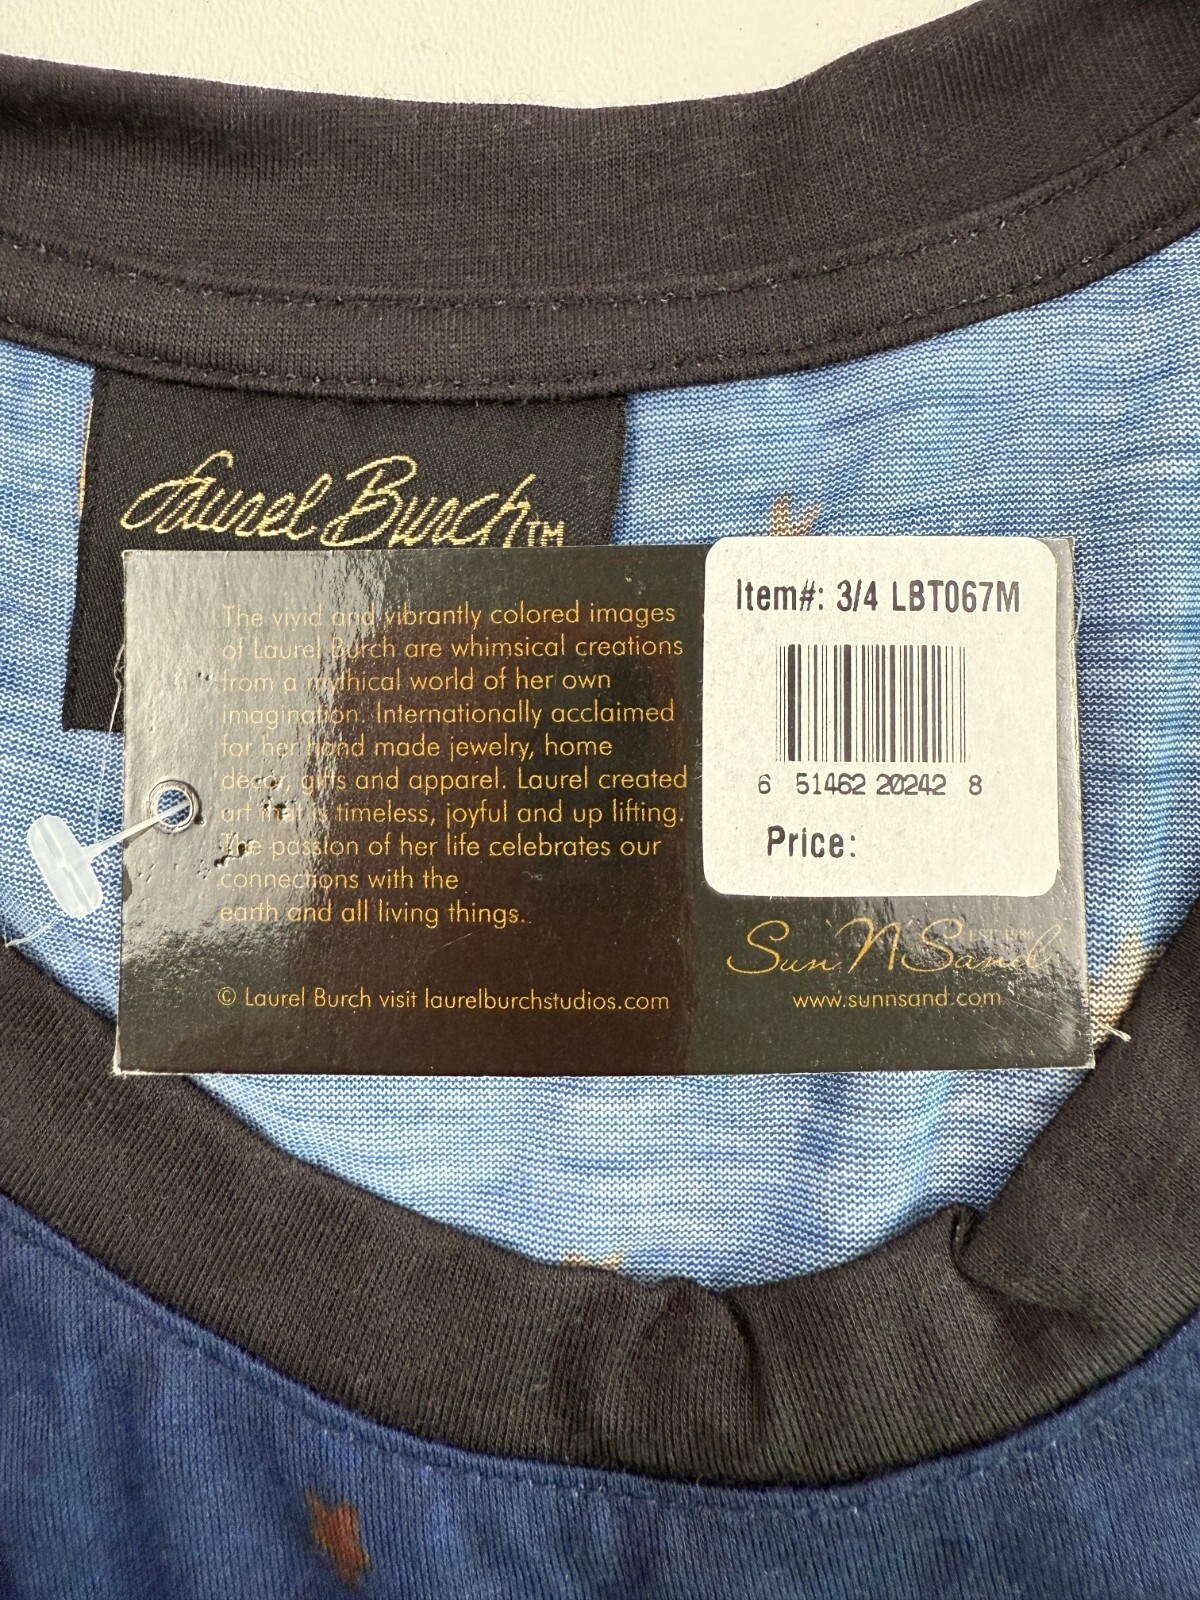 Laurel Burch TM
The vivid and vibrantly colored images
of Laurel Burch are whimsical creations
from a mythical world of her own
imagination. Internationally acclaimed
for her hand made jewelry, home
decor, gifts and apparel. Laurel created
art that is timeless, joyful and up lifting.
The passion of her life celebrates our
connections with the
earth and all living things.
© Laurel Burch visit laurelburchstudios.com
Item#: 3/4 LBT067M
6 51462 20242 8
Price:
EST. 1980
Sun 'N' Sand
www.sunnsand.com